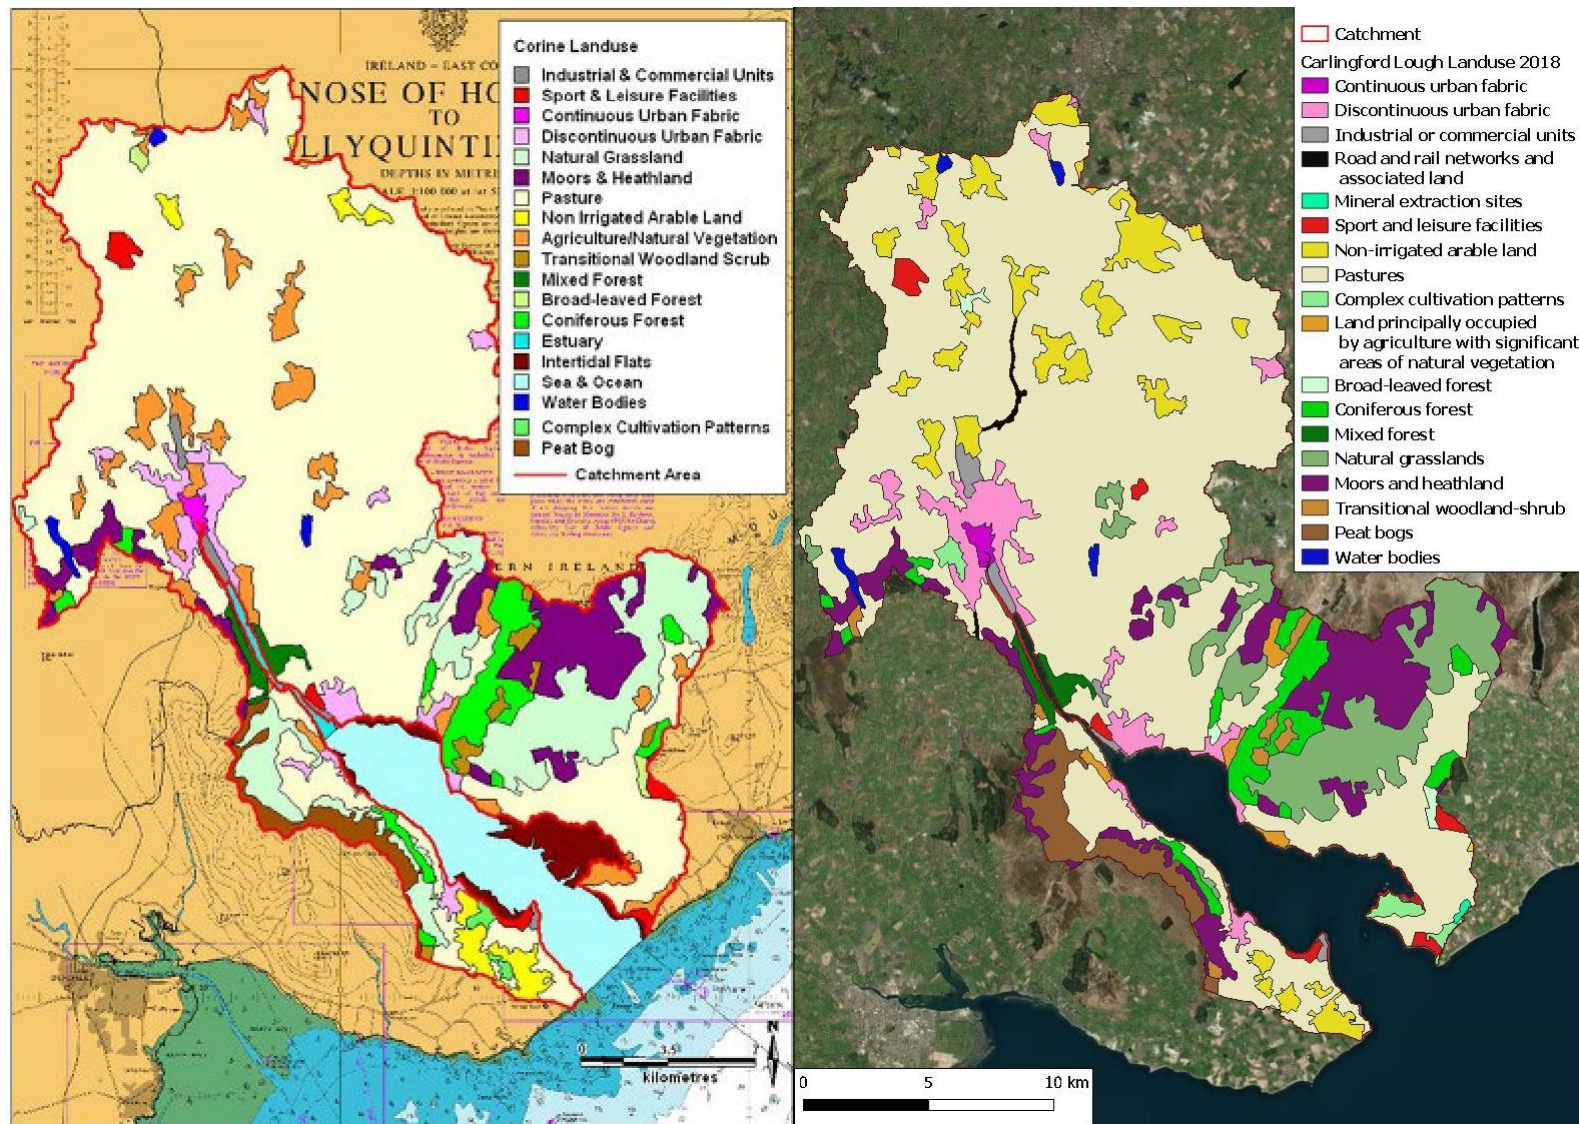 IRELAND - EAST CO
NOSE OF HO
TO
LLYQUINTI
DEPTHS IN METRE
Corine Landuse
Industrial & Commercial Units
Sport & Leisure Facilities
Continuous Urban Fabric
Discontinuous Urban Fabric
Natural Grassland
Moors & Heathland
Pasture
Non Irrigated Arable Land
Agriculture/Natural Vegetation
Transitional Woodland Scrub
Mixed Forest
Broad-leaved Forest
Coniferous Forest
Estuary
Intertidal Flats
Sea & Ocean
Water Bodies
Complex Cultivation Patterns
Peat Bog
Catchment Area
ERN IRELAND
N
0 3.5 7
kilometres
Catchment
Carlingford Lough Landuse 2018
Continuous urban fabric
Discontinuous urban fabric
Industrial or commercial units
Road and rail networks and
associated land
Mineral extraction sites
Sport and leisure facilities
Non-irrigated arable land
Pastures
Complex cultivation patterns
Land principally occupied
by agriculture with significant
areas of natural vegetation
Broad-leaved forest
Coniferous forest
Mixed forest
Natural grasslands
Moors and heathland
Transitional woodland-shrub
Peat bogs
Water bodies
0 5 10 km